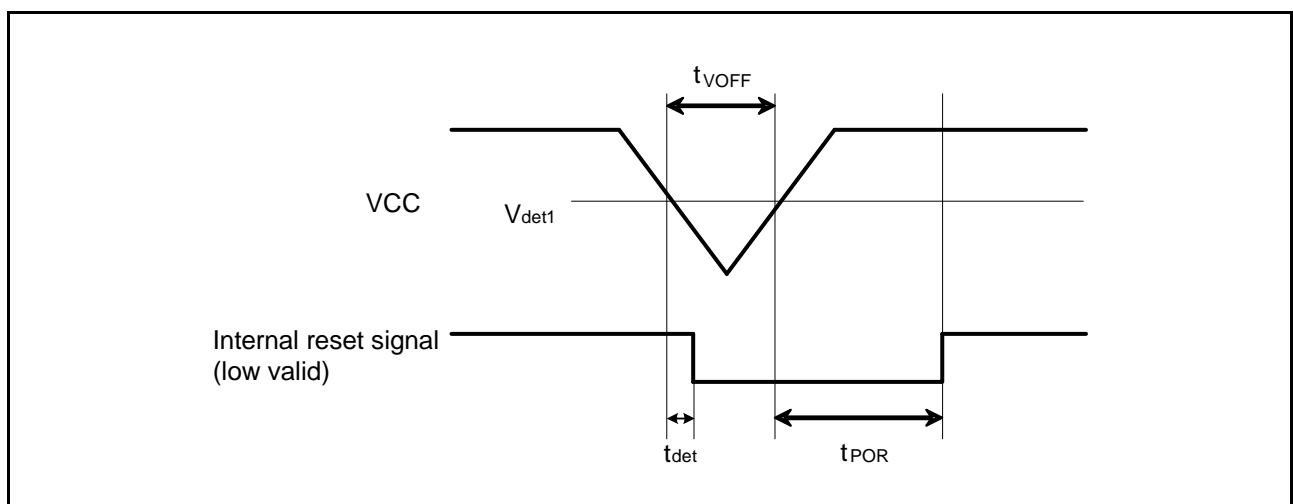 tVOFF
VCC
Vdet1
Internal reset signal
(low valid)
tdet
tPOR